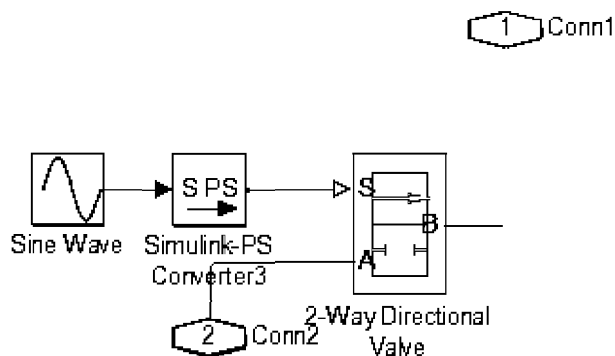 1 Conn1
S PS
S
B
A
Sine Wave
Simulink-PS
Converter3
2 Conn2
2-Way Directional
Valve